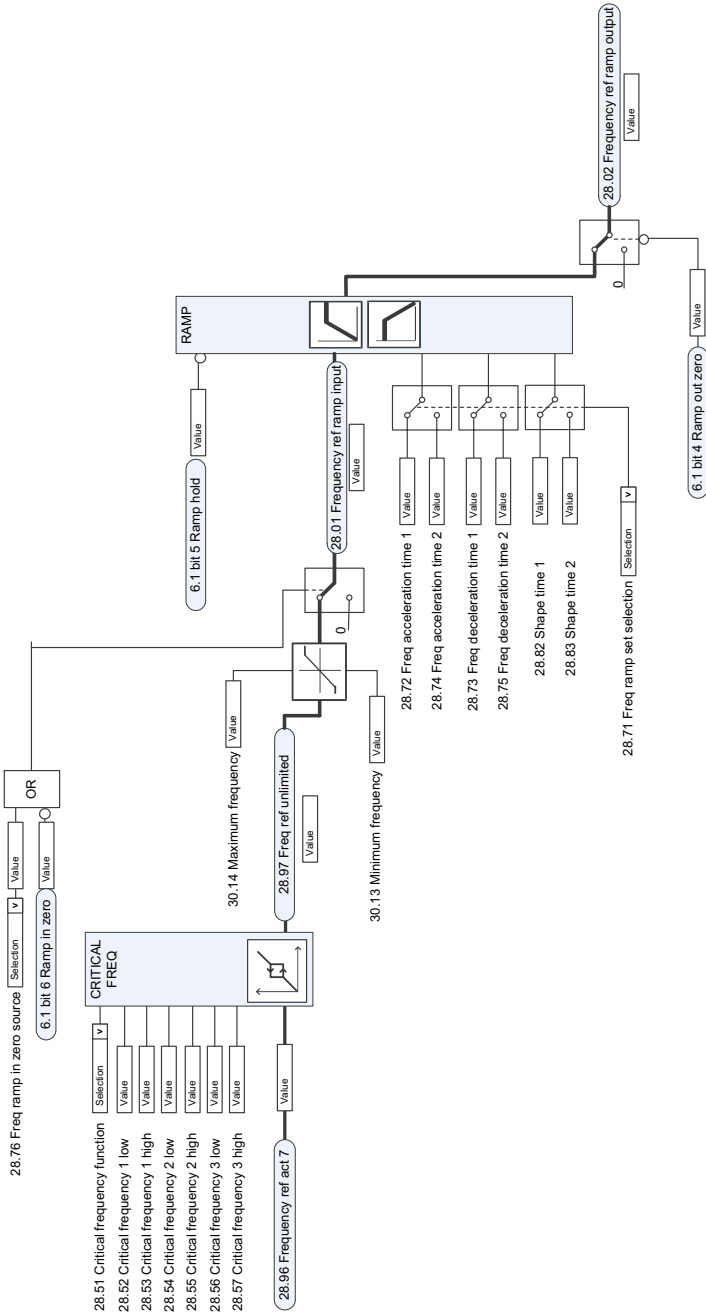 28.76 Freq ramp in zero source Selection v Value
6.1 bit 6 Ramp in zero Value
OR
28.51 Critical frequency function Selection v
28.52 Critical frequency 1 low Value
28.53 Critical frequency 1 high Value
28.54 Critical frequency 2 low Value
28.55 Critical frequency 2 high Value
28.56 Critical frequency 3 low Value
28.57 Critical frequency 3 high Value
28.96 Frequency ref act 7 Value
CRITICAL
FREQ
28.97 Freq ref unlimited
Value
30.14 Maximum frequency Value
30.13 Minimum frequency Value
0
28.01 Frequency ref ramp input
Value
6.1 bit 5 Ramp hold Value
RAMP
28.72 Freq acceleration time 1 Value
28.74 Freq acceleration time 2 Value
28.73 Freq deceleration time 1 Value
28.75 Freq deceleration time 2 Value
28.82 Shape time 1 Value
28.83 Shape time 2 Value
28.71 Freq ramp set selection Selection v
0
28.02 Frequency ref ramp output
Value
6.1 bit 4 Ramp out zero Value